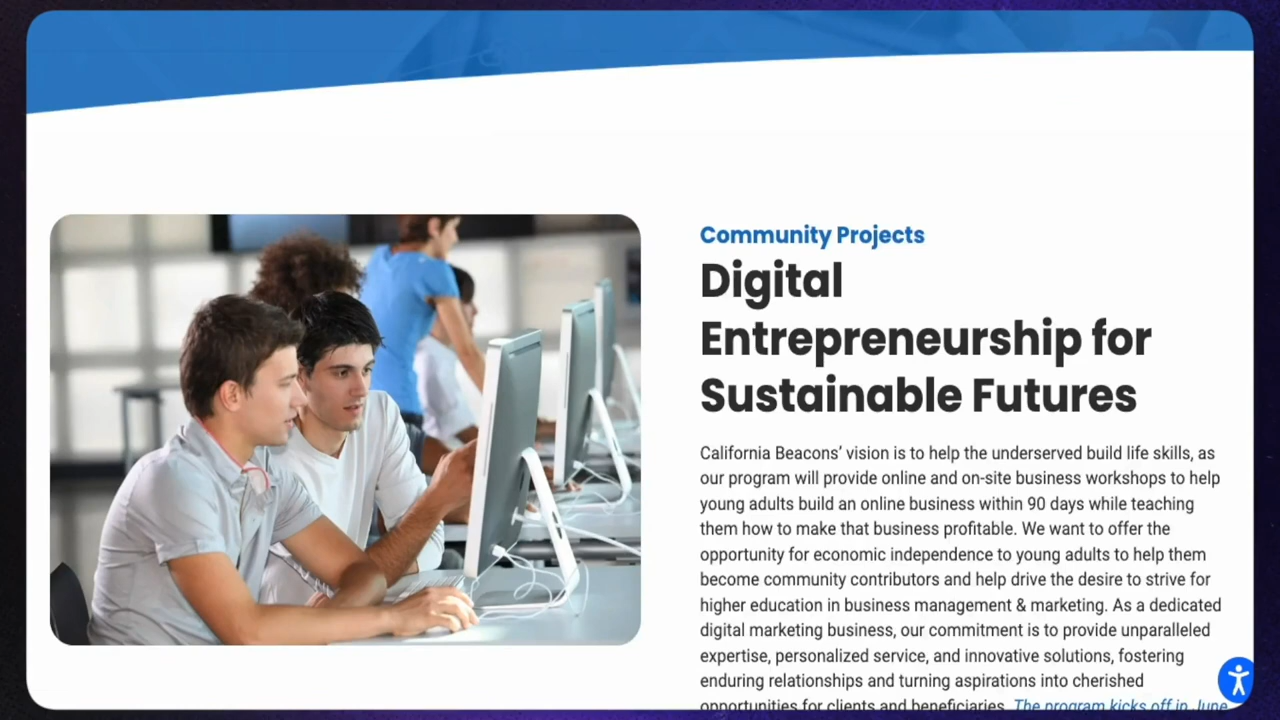 Community Projects
Digital
Entrepreneurship for
Sustainable Futures
California Beacons’ vision is to help the underserved build life skills, as
our program will provide online and on-site business workshops to help
young adults build an online business within 90 days while teaching
them how to make that business profitable. We want to offer the
opportunity for economic independence to young adults to help them
become community contributors and help drive the desire to strive for
higher education in business management & marketing. As a dedicated
digital marketing business, our commitment is to provide unparalleled
expertise, personalized service, and innovative solutions, fostering
enduring relationships and turning aspirations into cherished
opportunities for clients and beneficiaries. The program kicks off in June